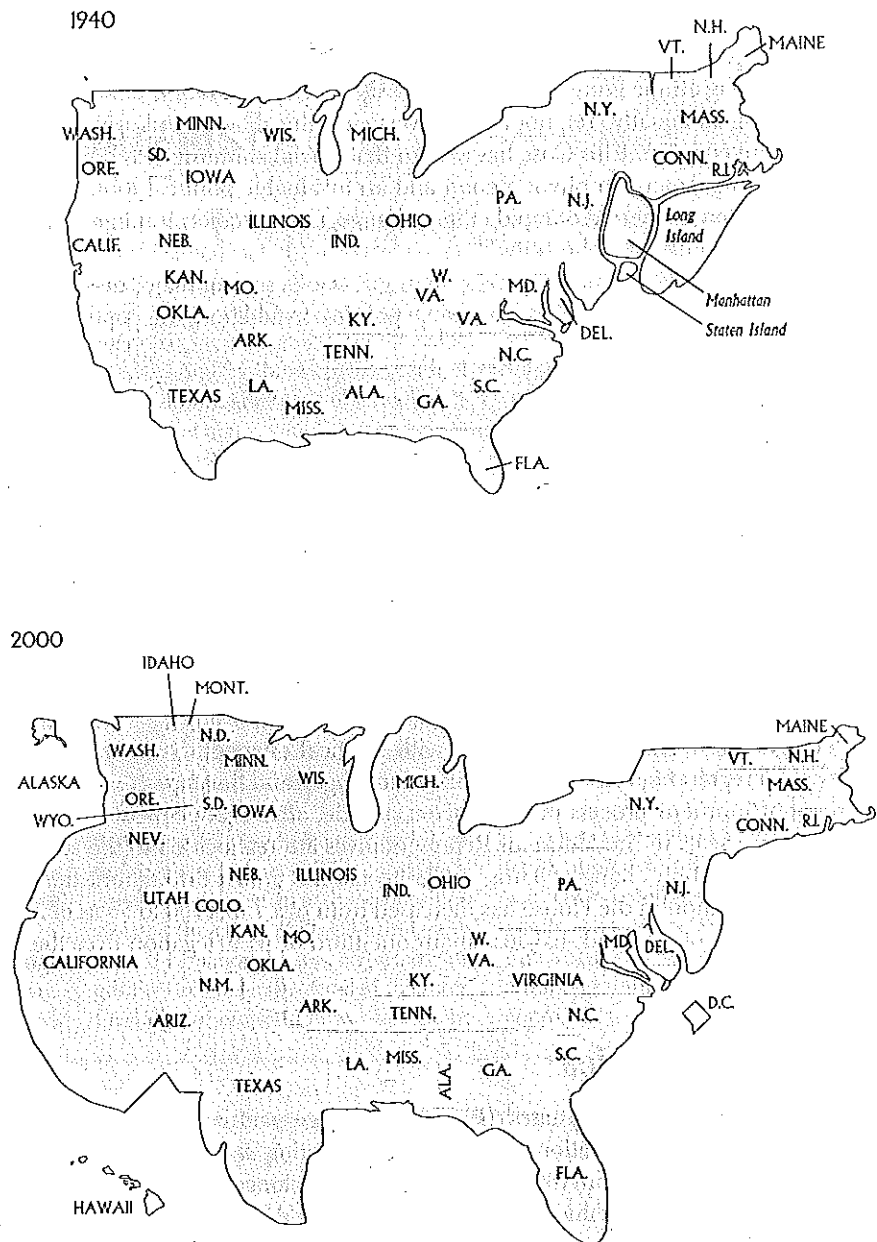 1940
N.H.
VT.
MAINE
WASH.
MINN.
WIS.
MICH.
N.Y.
MASS.
ORE.
SD.
IOWA
CONN.
R.I.
PA.
N.J.
CALIF.
NEB.
ILLINOIS
IND.
OHIO
Long
Island
KAN.
MO.
W.
VA.
MD.
Manhattan
OKLA.
KY.
VA.
DEL.
Staten Island
ARK.
TENN.
N.C.
TEXAS
LA.
MISS.
ALA.
GA.
S.C.
FLA.
2000
IDAHO
MONT.
N.D.
MAINE
WASH.
MINN.
VT.
N.H.
ALASKA
WIS.
MICH.
MASS.
ORE.
S.D.
IOWA
N.Y.
WYO.
CONN.
R.I.
NEV.
NEB.
ILLINOIS
IND.
OHIO
PA.
N.J.
UTAH
COLO.
KAN.
MO.
W.
VA.
MD.
DEL.
CALIFORNIA
OKLA.
N.M.
KY.
VIRGINIA
D.C.
ARIZ.
ARK.
TENN.
N.C.
TEXAS
LA.
MISS.
ALA.
GA.
S.C.
FLA.
HAWAII